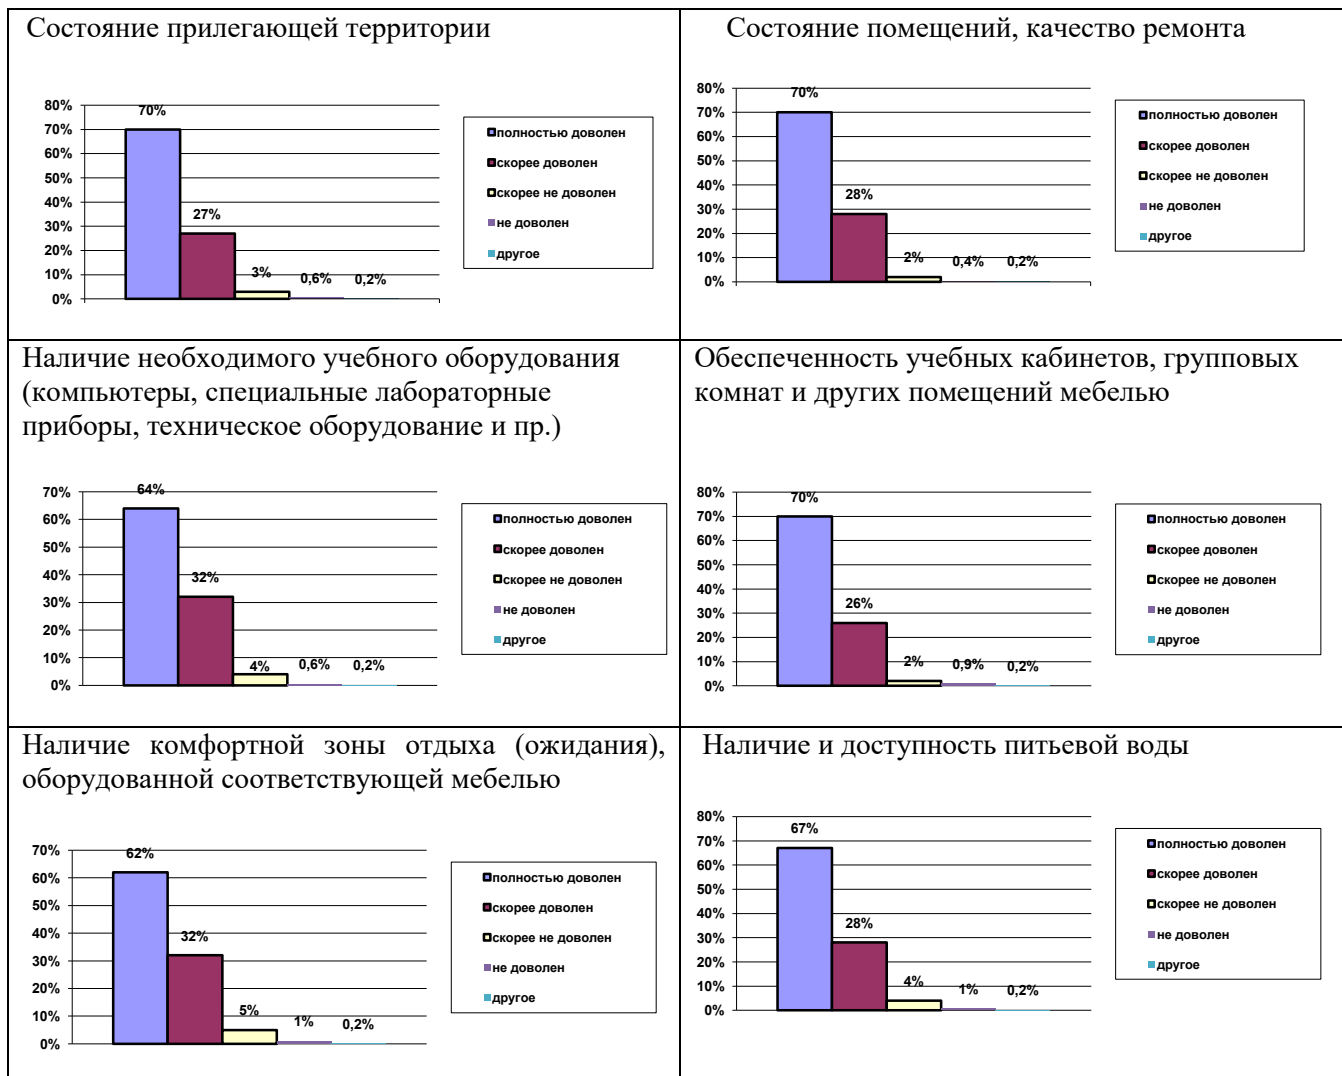 Состояние прилегающей территории
80%
70%
60%
50%
40%
30%
20%
10%
0%
70%
27%
3%
0,6%
0,2%
полностью доволен
скорее доволен
скорее не доволен
не доволен
другое
Состояние помещений, качество ремонта
80%
70%
60%
50%
40%
30%
20%
10%
0%
70%
28%
2%
0,4%
0,2%
полностью доволен
скорее доволен
скорее не доволен
не доволен
другое
Наличие необходимого учебного оборудования
(компьютеры, специальные лабораторные
приборы, техническое оборудование и пр.)
70%
60%
50%
40%
30%
20%
10%
0%
64%
32%
4%
0,6%
0,2%
полностью доволен
скорее доволен
скорее не доволен
не доволен
другое
Обеспеченность учебных кабинетов, групповых
комнат и других помещений мебелью
80%
70%
60%
50%
40%
30%
20%
10%
0%
70%
26%
2%
0,9%
0,2%
полностью доволен
скорее доволен
скорее не доволен
не доволен
другое
Наличие комфортной зоны отдыха (ожидания),
оборудованной соответствующей мебелью
70%
60%
50%
40%
30%
20%
10%
0%
62%
32%
5%
1%
0,2%
полностью доволен
скорее доволен
скорее не доволен
не доволен
другое
Наличие и доступность питьевой воды
80%
70%
60%
50%
40%
30%
20%
10%
0%
67%
28%
4%
1%
0,2%
полностью доволен
скорее доволен
скорее не доволен
не доволен
другое